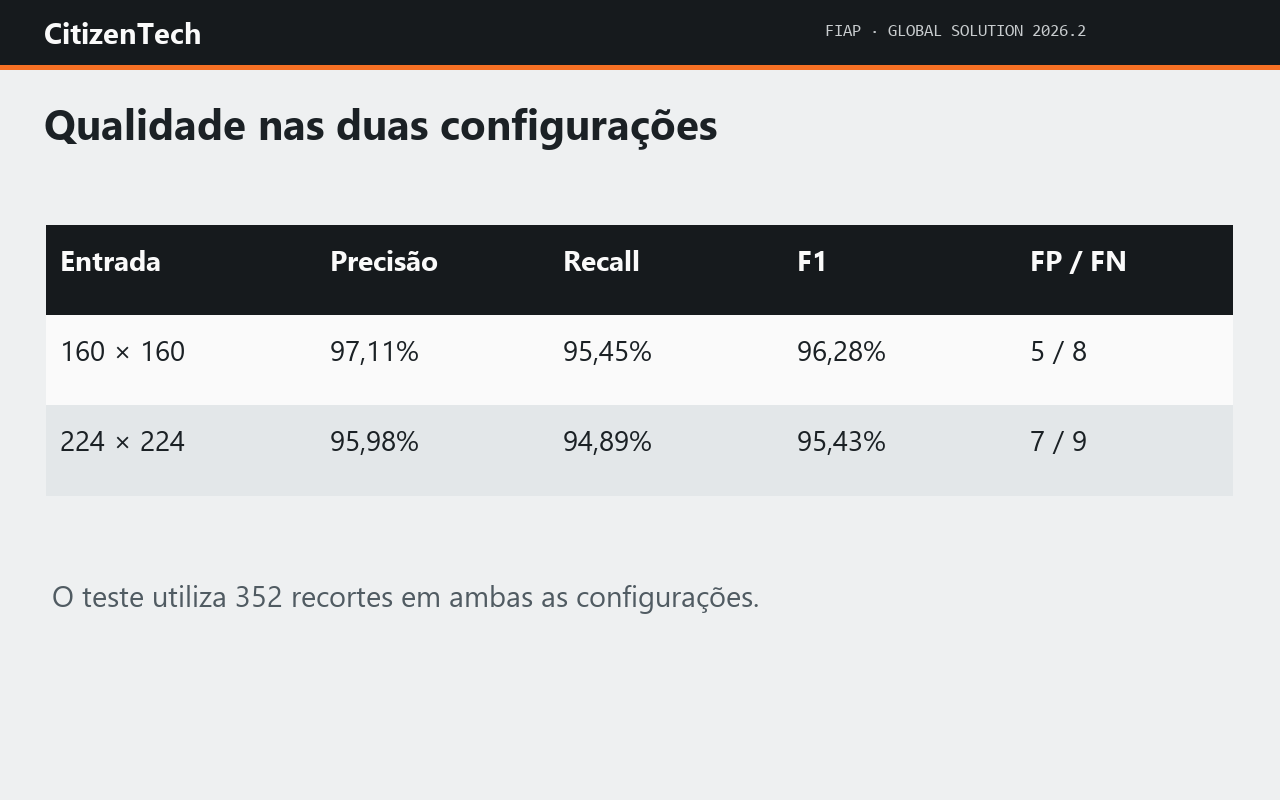 CitizenTech
FIAP · GLOBAL SOLUTION 2026.2
Qualidade nas duas configurações
Entrada Precisão Recall F1 FP / FN
160 × 160 97,11% 95,45% 96,28% 5 / 8
224 × 224 95,98% 94,89% 95,43% 7 / 9
O teste utiliza 352 recortes em ambas as configurações.